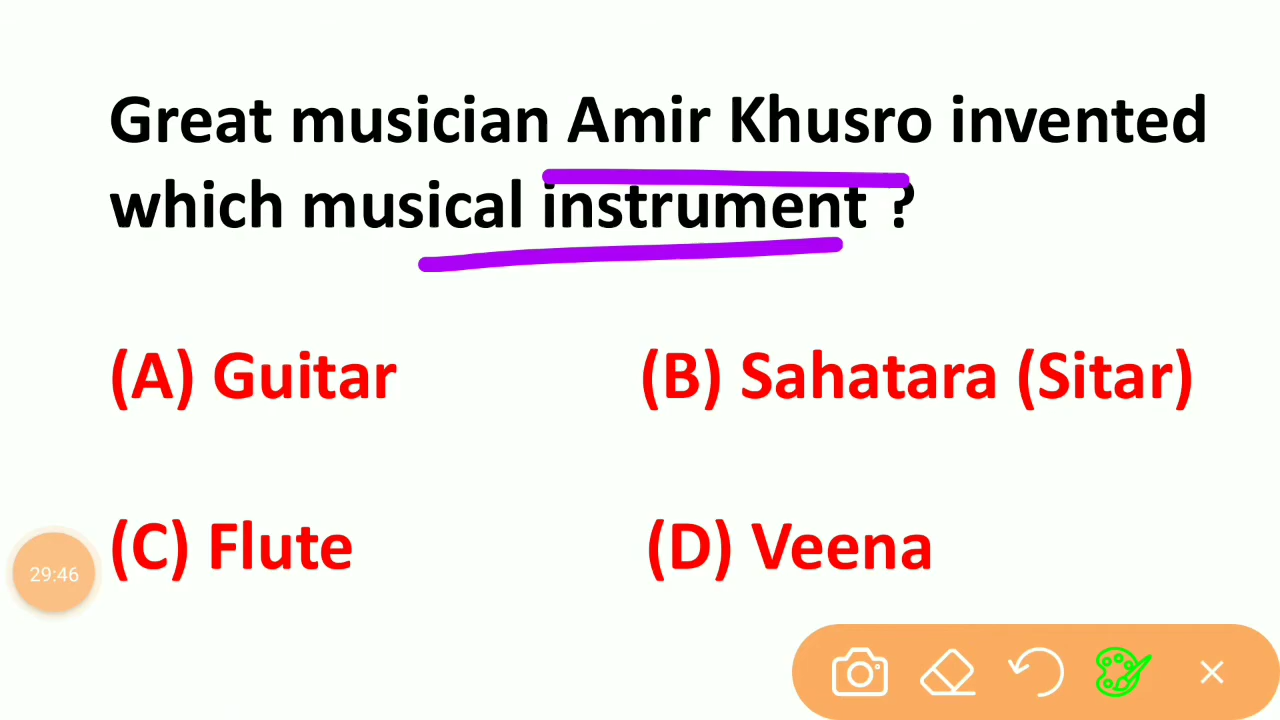 Great musician Amir Khusro invented
which musical instrument ?
(A) Guitar (B) Sahatara (Sitar)
(C) Flute (D) Veena
29:46